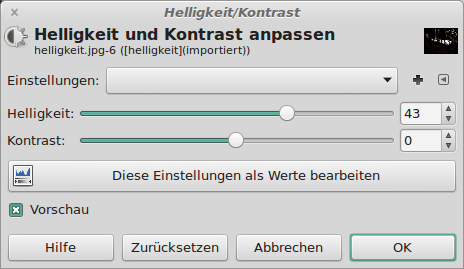 Helligkeit/Kontrast
Helligkeit und Kontrast anpassen
helligkeit.jpg-6 ([helligkeit](importiert))
Einstellungen:
Helligkeit: 43
Kontrast: 0
Diese Einstellungen als Werte bearbeiten
Vorschau
Hilfe Zurücksetzen Abbrechen OK